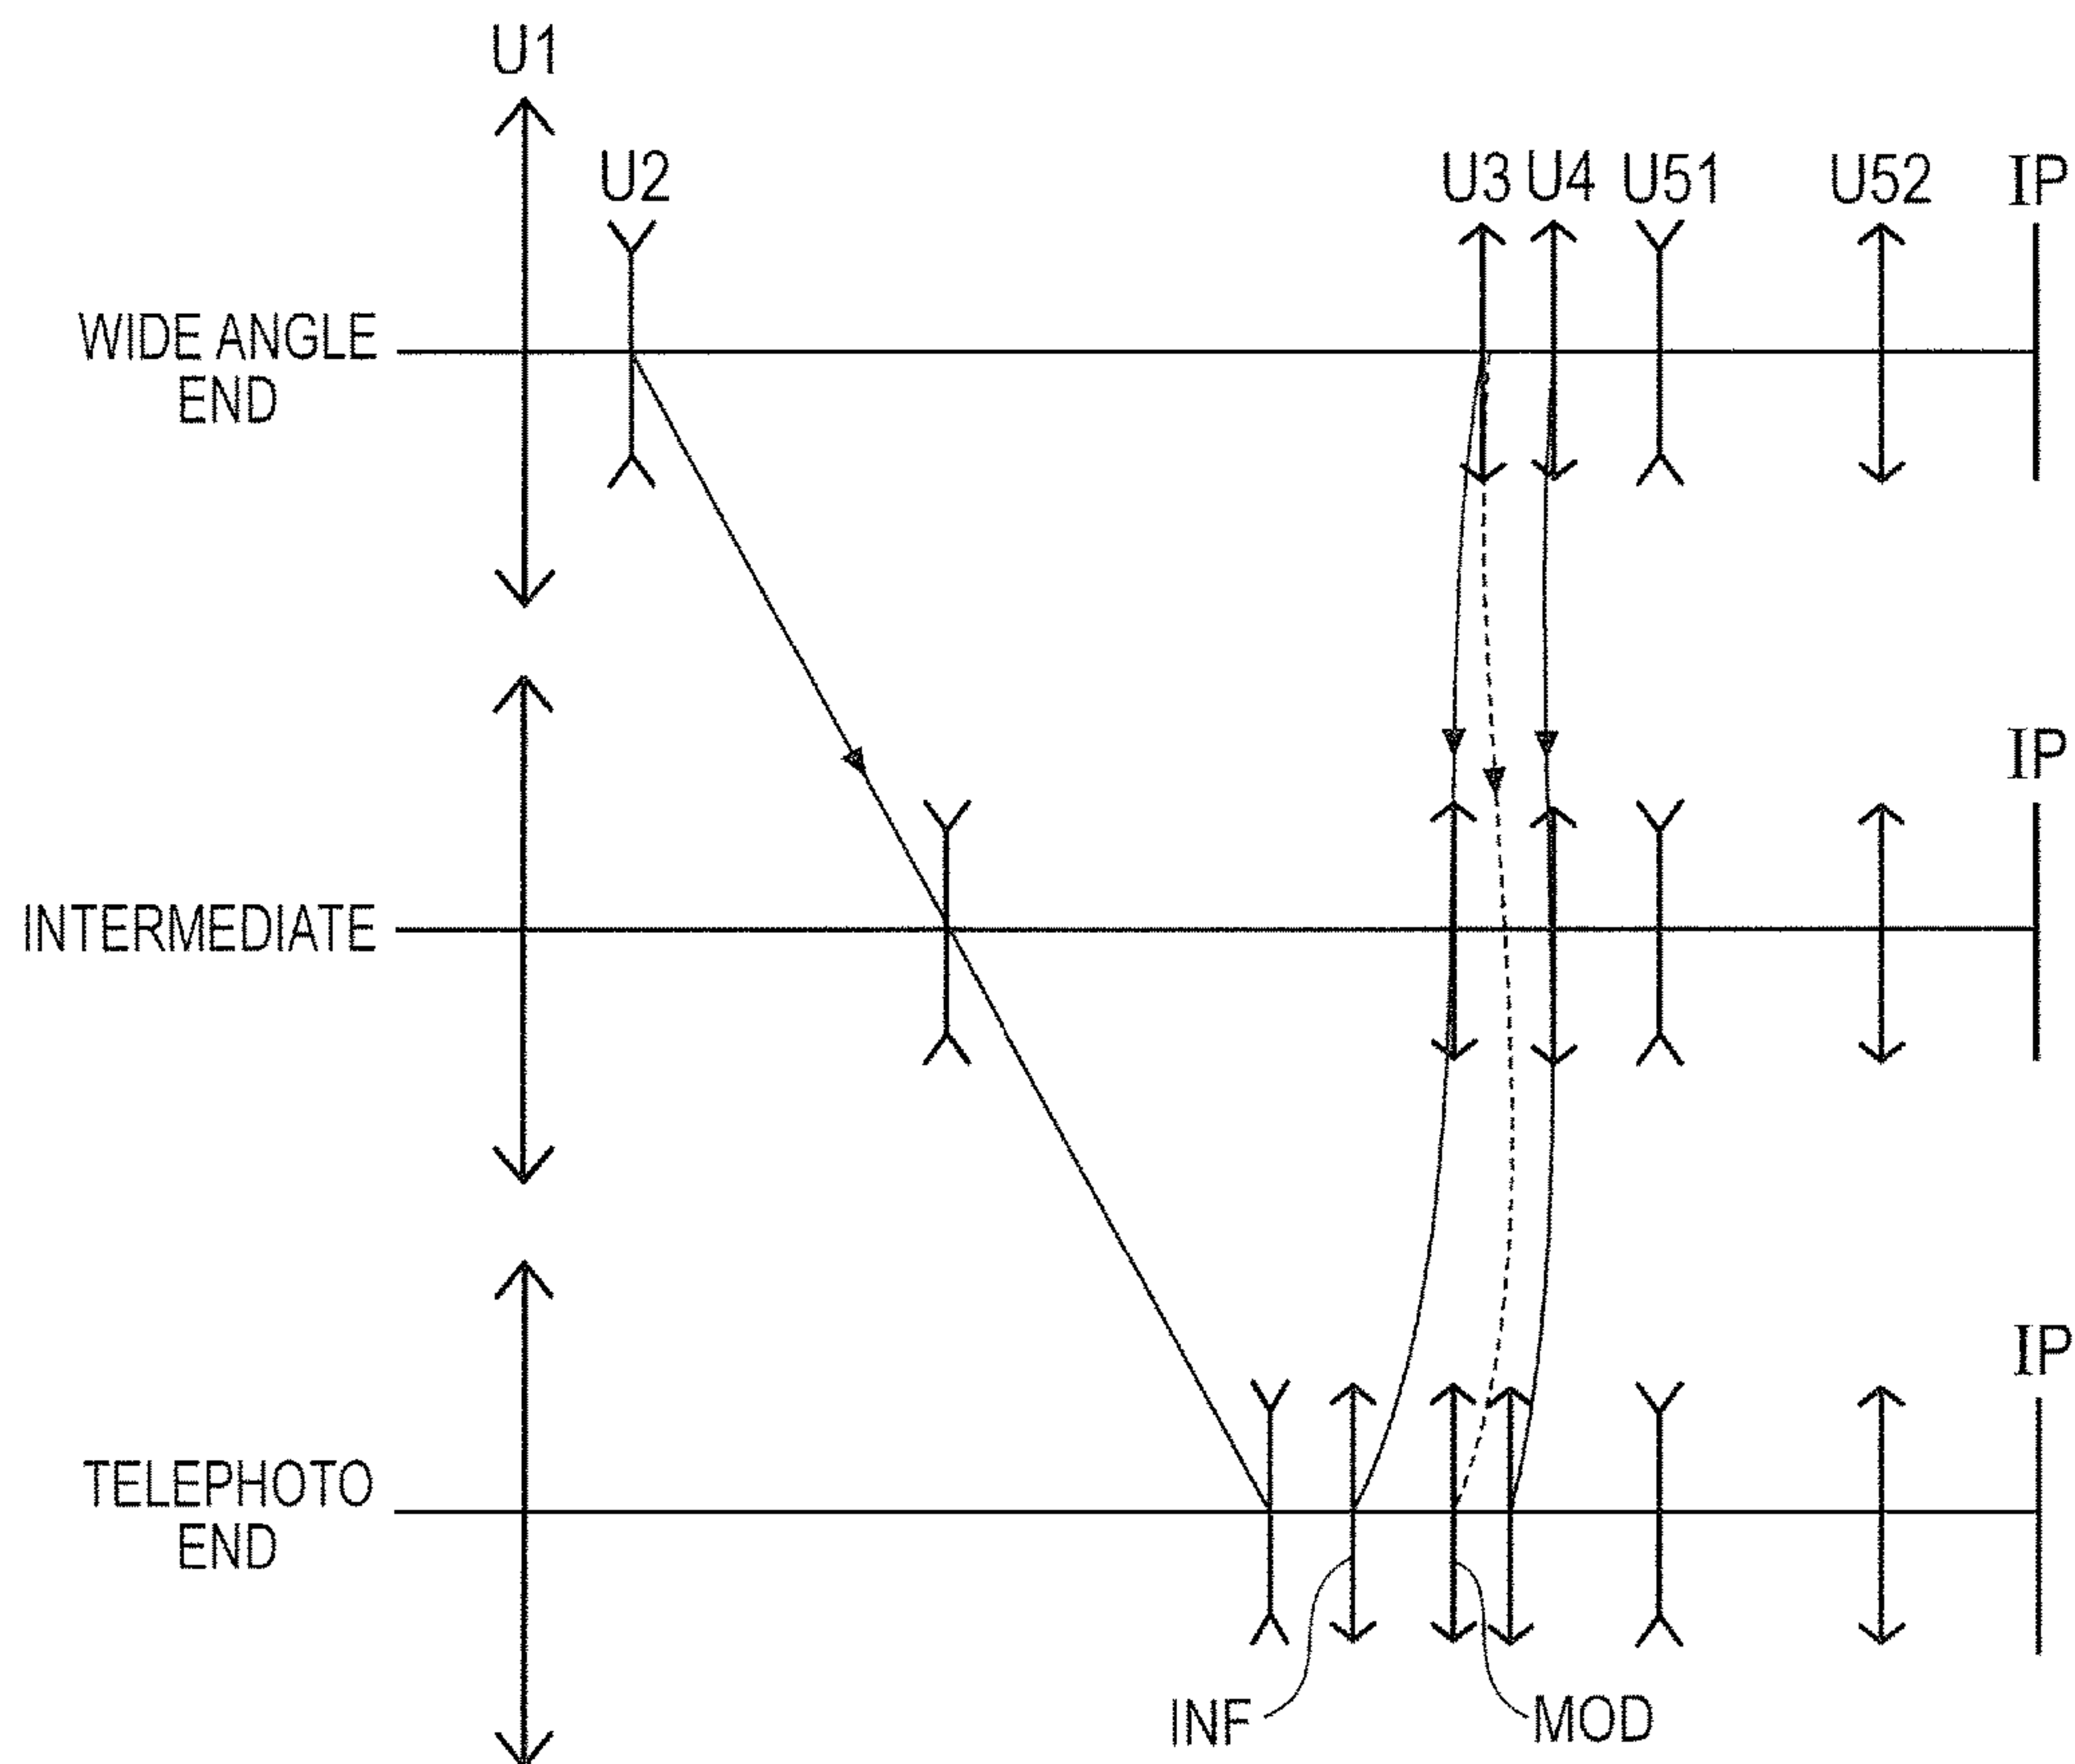 U1
U2
U3 U4 U51 U52 IP
WIDE ANGLE
END
IP
INTERMEDIATE
IP
TELEPHOTO
END
INF
MOD